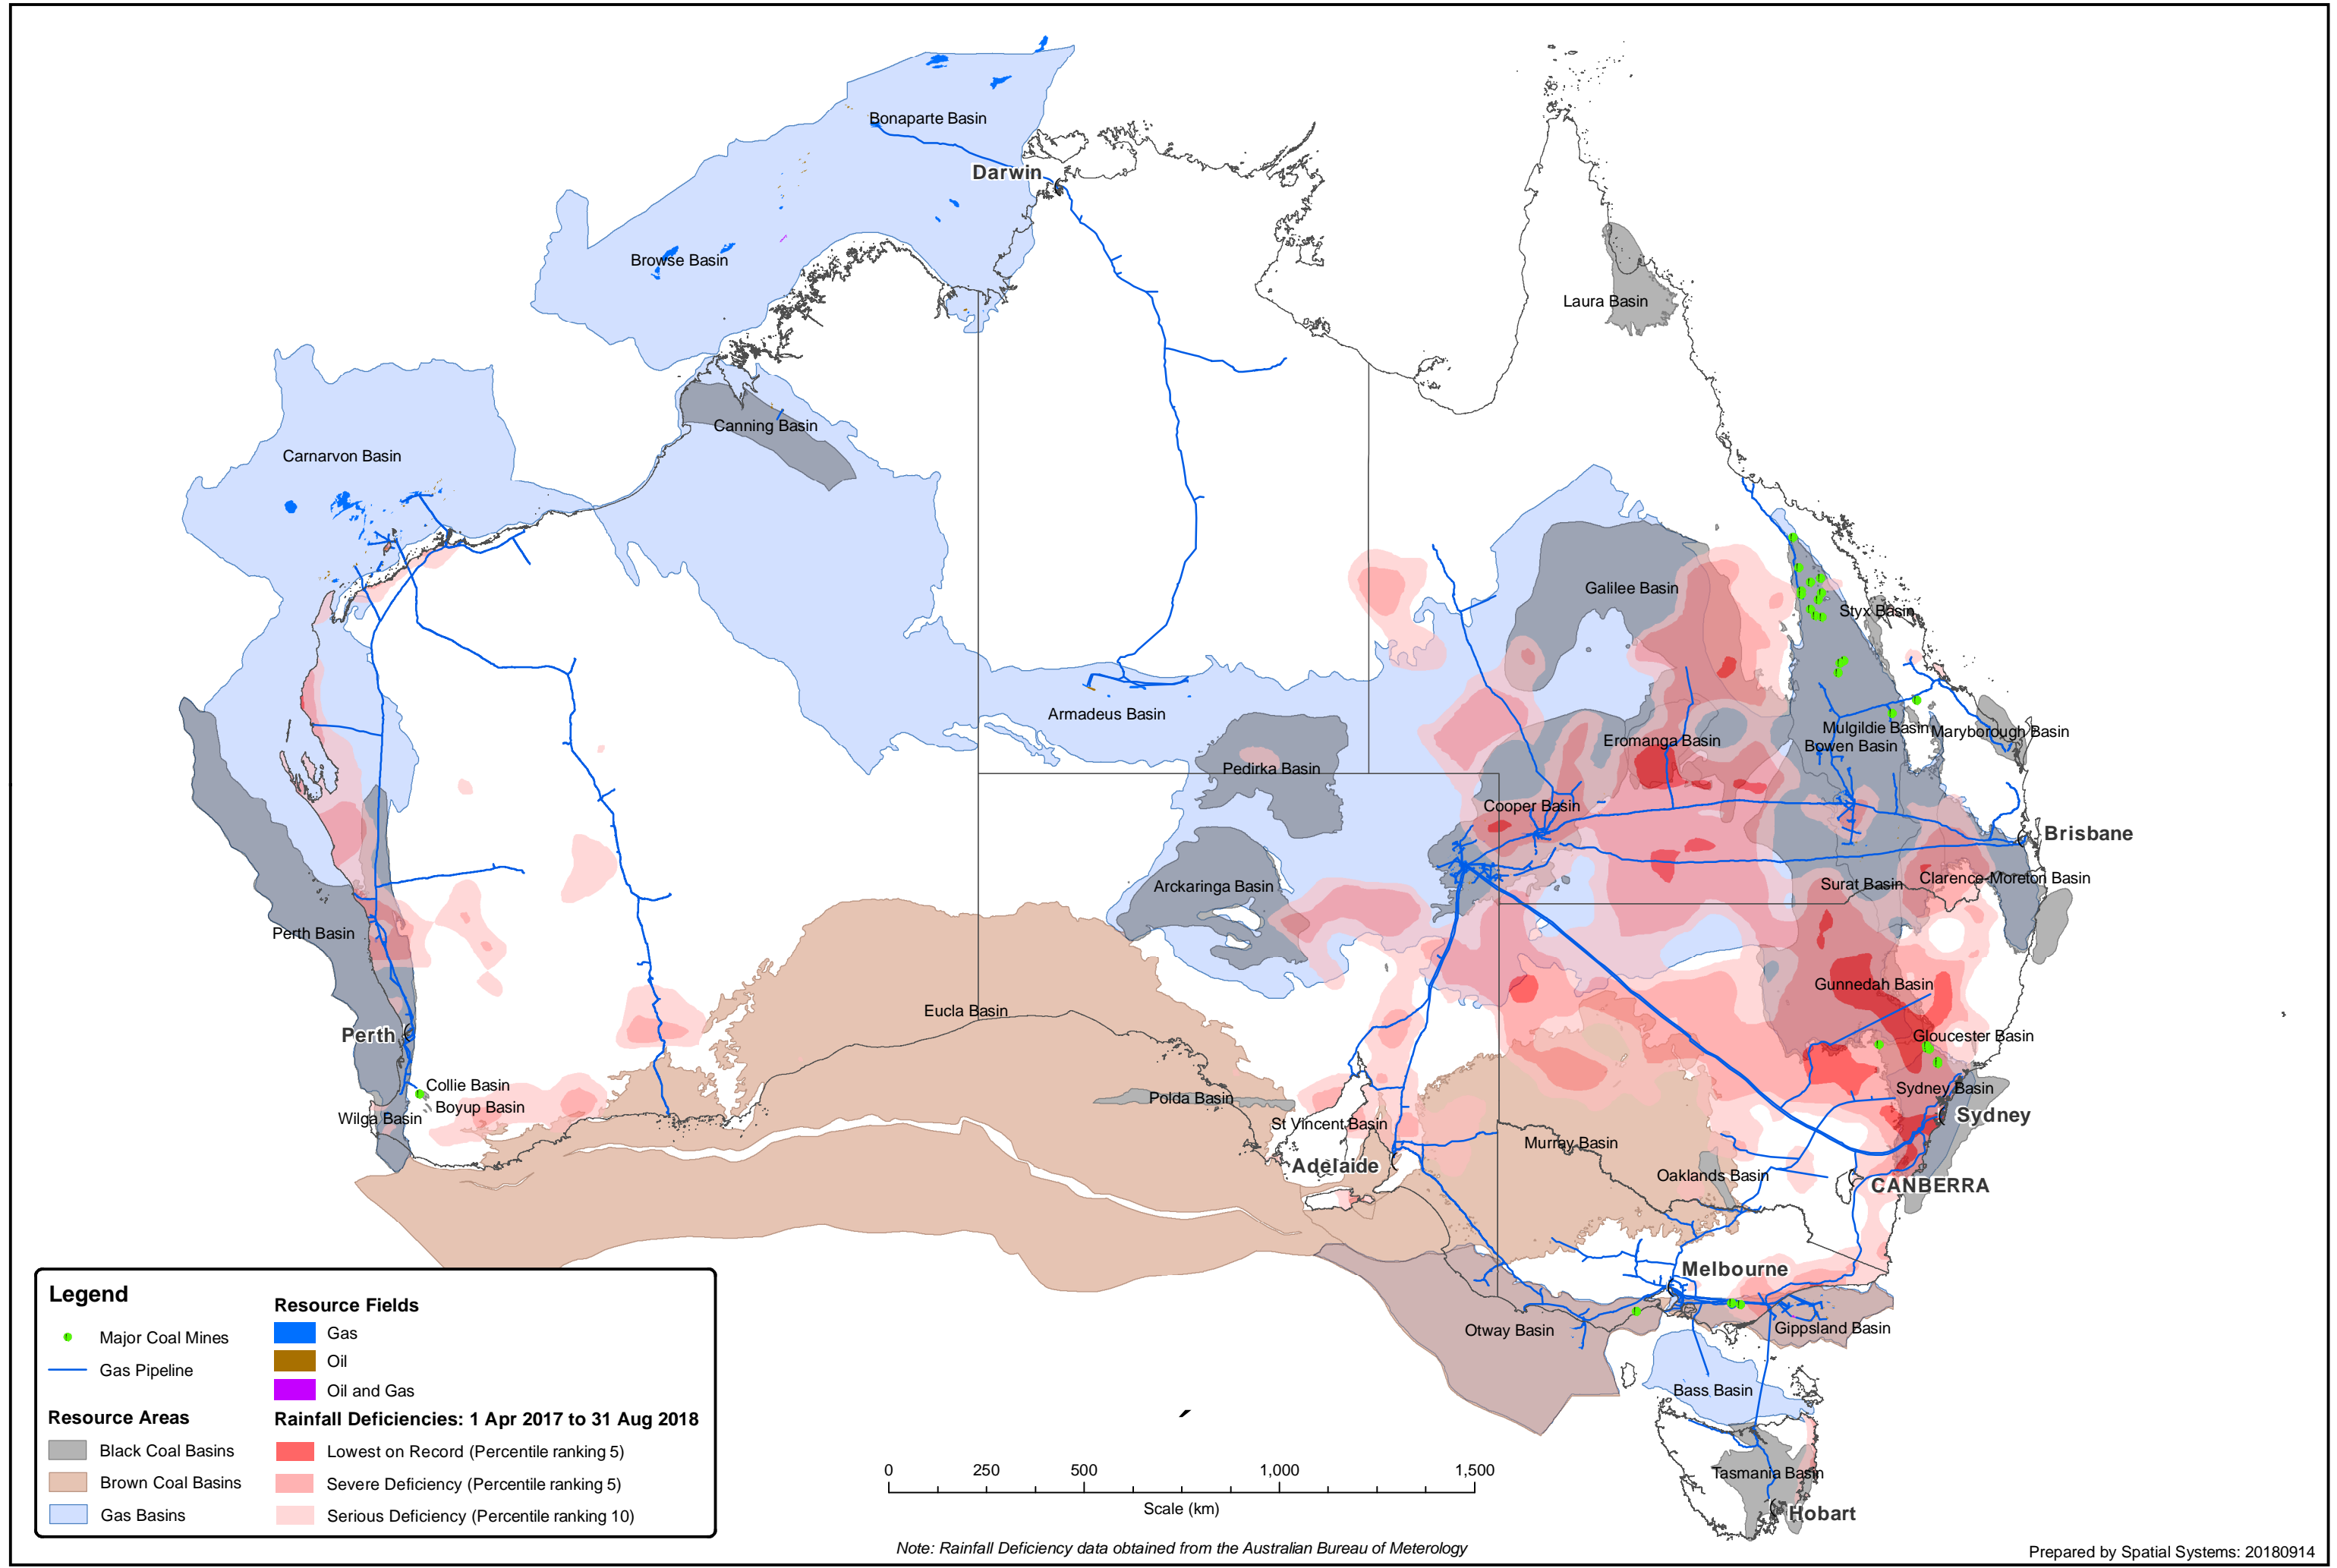 Bonaparte Basin
Darwin
Browse Basin
Laura Basin
Canning Basin
Carnarvon Basin
Galilee Basin
Styx Basin
Armadeus Basin
Mulgildie Basin
Maryborough Basin
Eromanga Basin
Bowen Basin
Pedirka Basin
Cooper Basin
Brisbane
Arckaringa Basin
Surat Basin
Clarence-Moreton Basin
Perth Basin
Gunnedah Basin
Eucla Basin
Perth
Gloucester Basin
Collie Basin
Sydney Basin
Polda Basin
Boyup Basin
Wilga Basin
Sydney
St Vincent Basin
Murray Basin
Adelaide
Oaklands Basin
CANBERRA
Melbourne
Otway Basin
Gippsland Basin
Bass Basin
Tasmania Basin
Hobart
Legend
Major Coal Mines
Gas Pipeline
Resource Areas
Black Coal Basins
Brown Coal Basins
Gas Basins
Resource Fields
Gas
Oil
Oil and Gas
Rainfall Deficiencies: 1 Apr 2017 to 31 Aug 2018
Lowest on Record (Percentile ranking 5)
Severe Deficiency (Percentile ranking 5)
Serious Deficiency (Percentile ranking 10)
0 250 500 1,000 1,500
Scale (km)
Note: Rainfall Deficiency data obtained from the Australian Bureau of Meterology
Prepared by Spatial Systems: 20180914